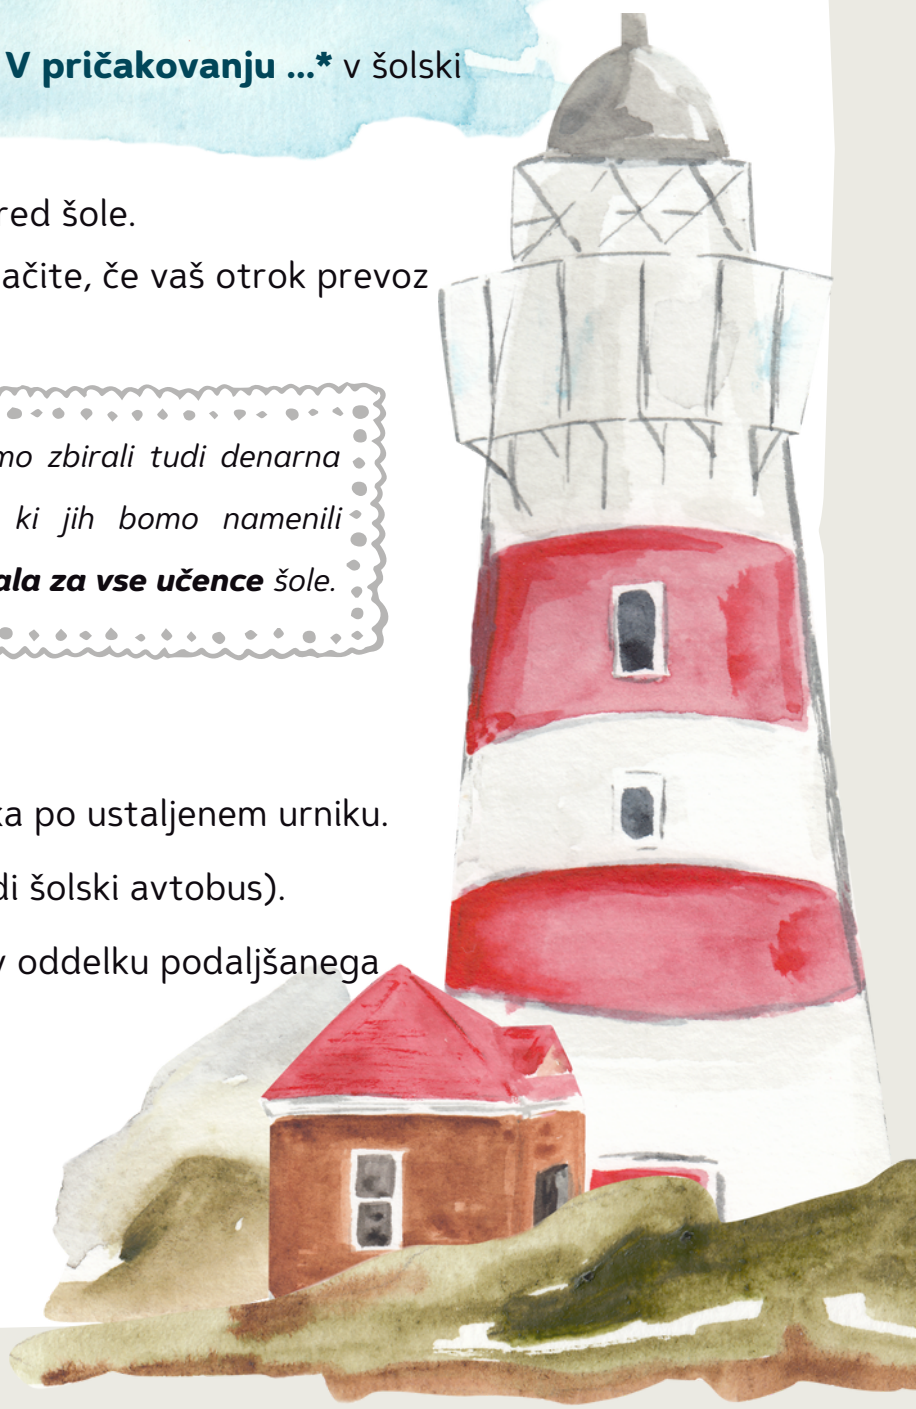 V pričakovanju ...* v šolski
red šole.
ačite, če vaš otrok prevoz
mo zbirali tudi denarna
ki jih bomo namenili
ala za vse učence šole.
ka po ustaljenem urniku.
di šolski avtobus).
v oddelku podaljšanega